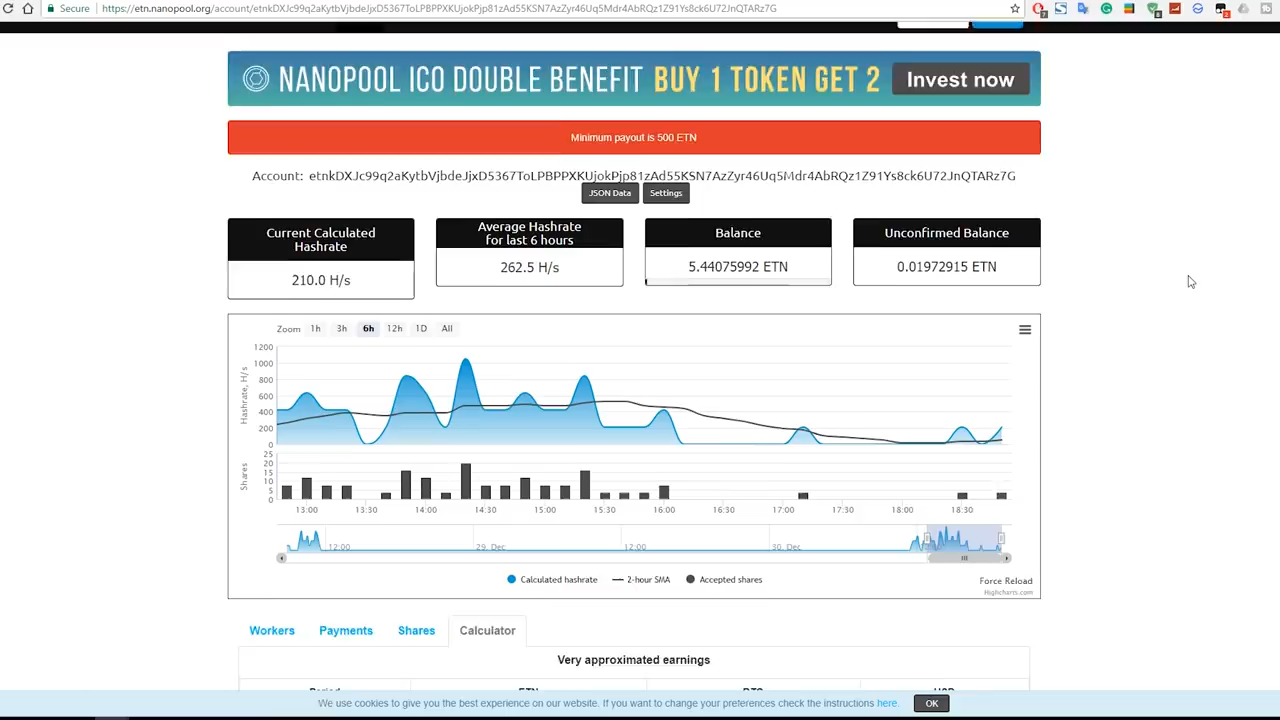 Secure
https://etn.nanopool.org/account/etnkDXJc99q2aKytbVjbdeJjxD5367ToLPBPPXKUjokPjp81zAd55KSN7AzZyr46Uq5Mdr4AbRQz1Z91Ys8ck6U72JnQTARz7G
NANOPOOL ICO DOUBLE BENEFIT BUY 1 TOKEN GET 2 Invest now
Minimum payout is 500 ETN
Account: etnkDXJc99q2aKytbVjbdeJjxD5367ToLPBPPXKUjokPjp81zAd55KSN7AzZyr46Uq5Mdr4AbRQz1Z91Ys8ck6U72JnQTARz7G
JSON Data Settings
Current Calculated
Hashrate
210.0 H/s
Average Hashrate
for last 6 hours
262.5 H/s
Balance
5.44075992 ETN
Unconfirmed Balance
0.01972915 ETN
Zoom 1h 3h 6h 12h 1D All
Hashrate, H/s
1200
1000
800
600
400
200
0
Shares
25
20
15
10
5
0
13:00 13:30 14:00 14:30 15:00 15:30 16:00 16:30 17:00 17:30 18:00 18:30
12:00 29. Dec 12:00 30. Dec
Calculated hashrate 2-hour SMA Accepted shares
Force Reload
Highcharts.com
Workers Payments Shares Calculator
Very approximated earnings
Period ETN BTC USD
We use cookies to give you the best experience on our website. If you want to change your preferences check the instructions here. OK